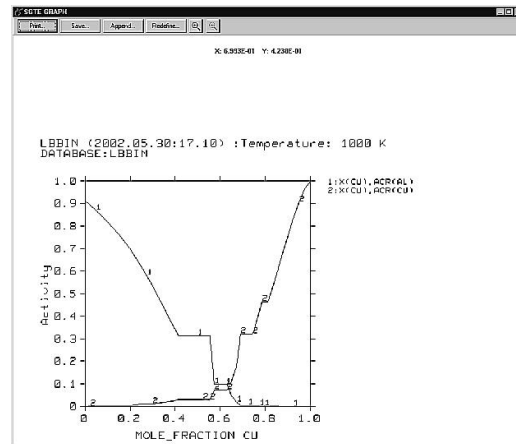 SGTE GRAPH
Print... Save... Append... Redefine...
X: 6.993E-01 Y: 4.230E-01
LBBIN (2002.05.30:17.10) :Temperature: 1000 K
DATABASE:LBBIN
1:X(CU),ACR(AL)
2:X(CU),ACR(CU)
Activity
1.0
0.9
0.8
0.7
0.6
0.5
0.4
0.3
0.2
0.1
0
0 0.2 0.4 0.6 0.8 1.0
MOLE_FRACTION CU